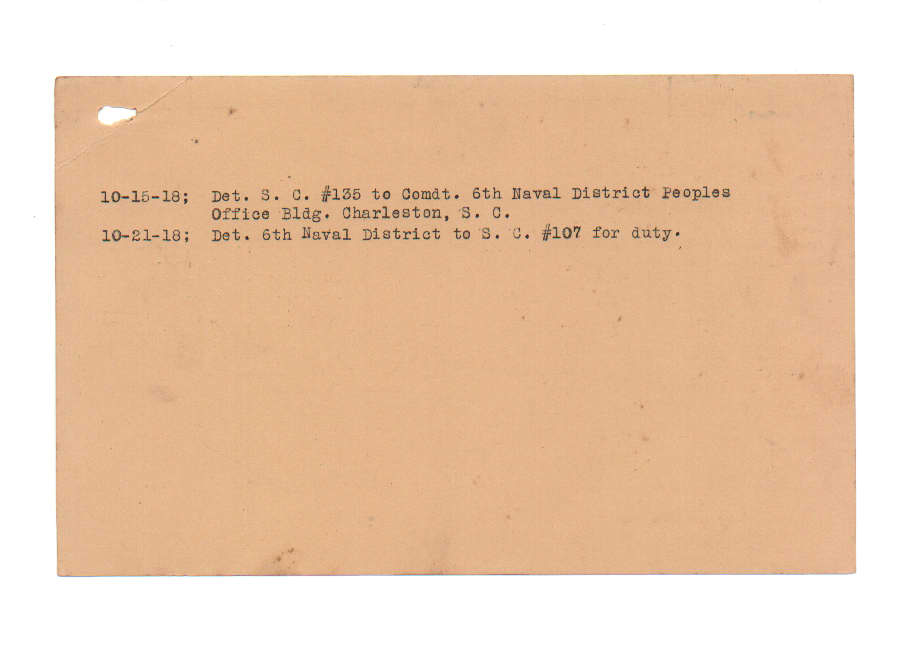 10-15-18; Det. S. C. #135 to Comdt. 6th Naval District Peoples
Office Bldg. Charleston, S. C.
10-21-18; Det. 6th Naval District to S. C. #107 for duty.